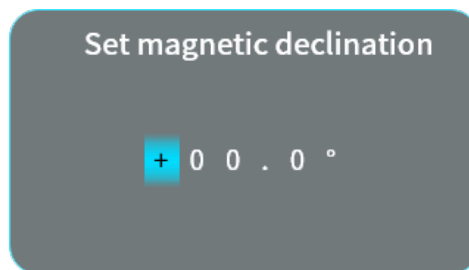 Set magnetic declination
+ 0 0 . 0 °